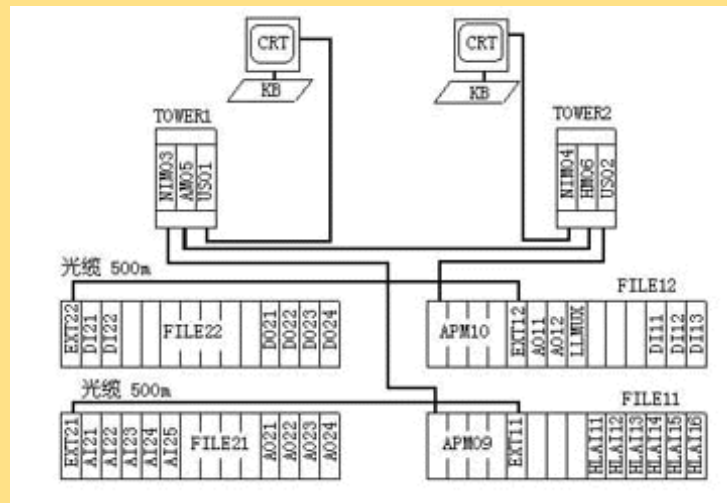 CRT
CRT
KB
KB
TOWER1
TOWER2
NIM03
AM05
US01
NIM04
HM06
US02
光缆 500m
FILE12
EXT22
DI21
DI22
FILE22
DO21
DO22
DO23
DO24
APM10
EXT12
AO11
AO12
LLMUX
DI11
DI12
DI13
光缆 500m
FILE11
EXT21
AI21
AI22
AI23
AI24
AI25
FILE21
AO21
AO22
AO23
AO24
APM09
EXT11
HLAI11
HLAI12
HLAI13
HLAI14
HLAI15
HLAI16